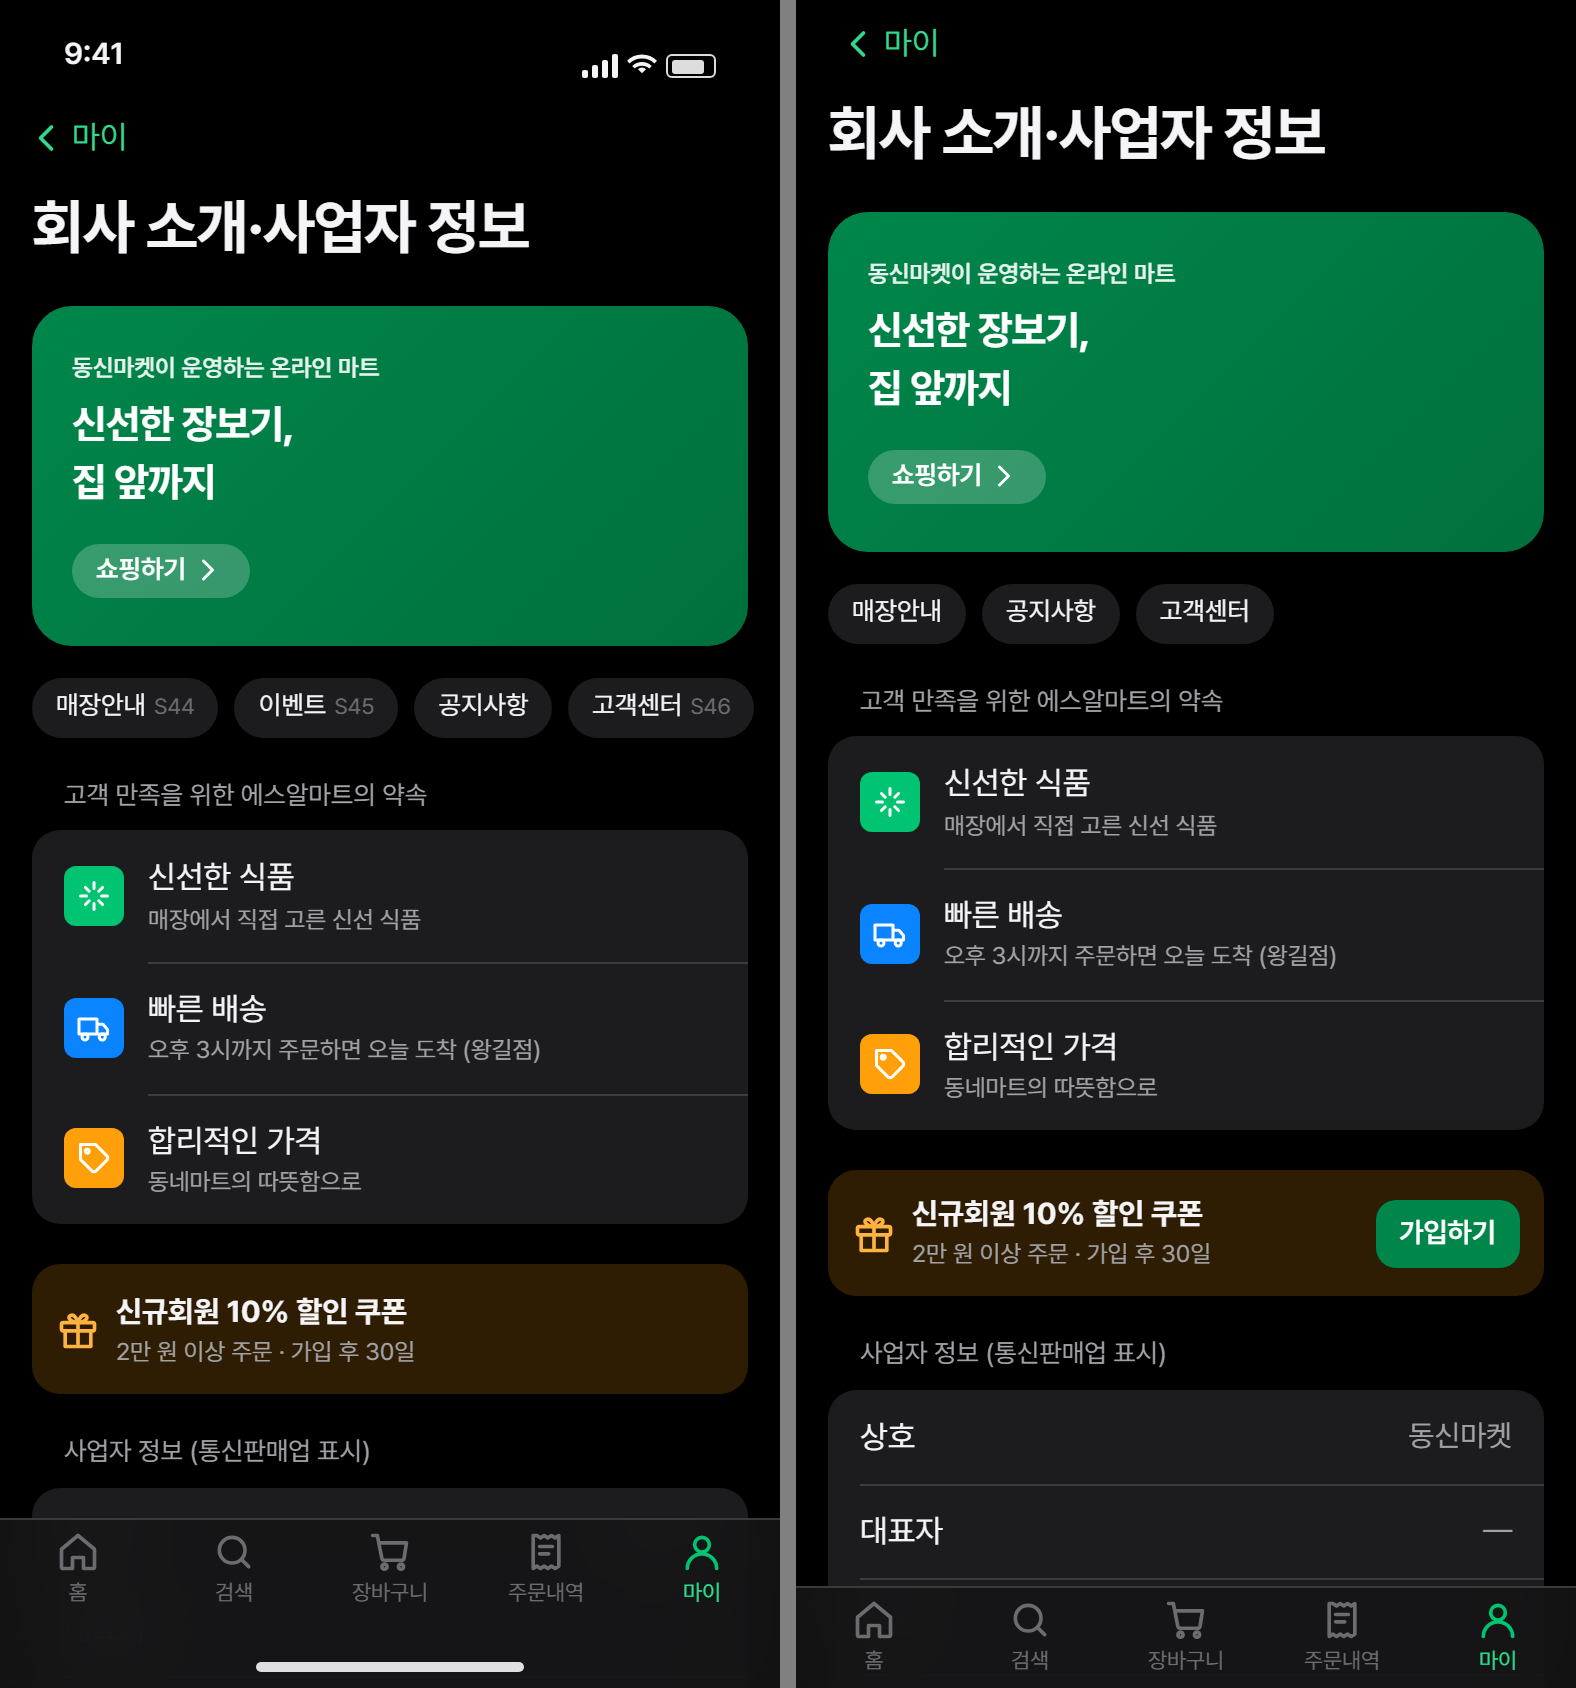 9:41
마이
회사 소개·사업자 정보
동신마켓이 운영하는 온라인 마트
신선한 장보기,
집 앞까지
쇼핑하기
매장안내 S44 이벤트 S45 공지사항 고객센터 S46
고객 만족을 위한 에스알마트의 약속
신선한 식품
매장에서 직접 고른 신선 식품
빠른 배송
오후 3시까지 주문하면 오늘 도착 (왕길점)
합리적인 가격
동네마트의 따뜻함으로
신규회원 10% 할인 쿠폰
2만 원 이상 주문 · 가입 후 30일
사업자 정보 (통신판매업 표시)
홈 검색 장바구니 주문내역 마이
마이
회사 소개·사업자 정보
동신마켓이 운영하는 온라인 마트
신선한 장보기,
집 앞까지
쇼핑하기
매장안내 공지사항 고객센터
고객 만족을 위한 에스알마트의 약속
신선한 식품
매장에서 직접 고른 신선 식품
빠른 배송
오후 3시까지 주문하면 오늘 도착 (왕길점)
합리적인 가격
동네마트의 따뜻함으로
신규회원 10% 할인 쿠폰
2만 원 이상 주문 · 가입 후 30일
가입하기
사업자 정보 (통신판매업 표시)
상호 동신마켓
대표자 —
홈 검색 장바구니 주문내역 마이